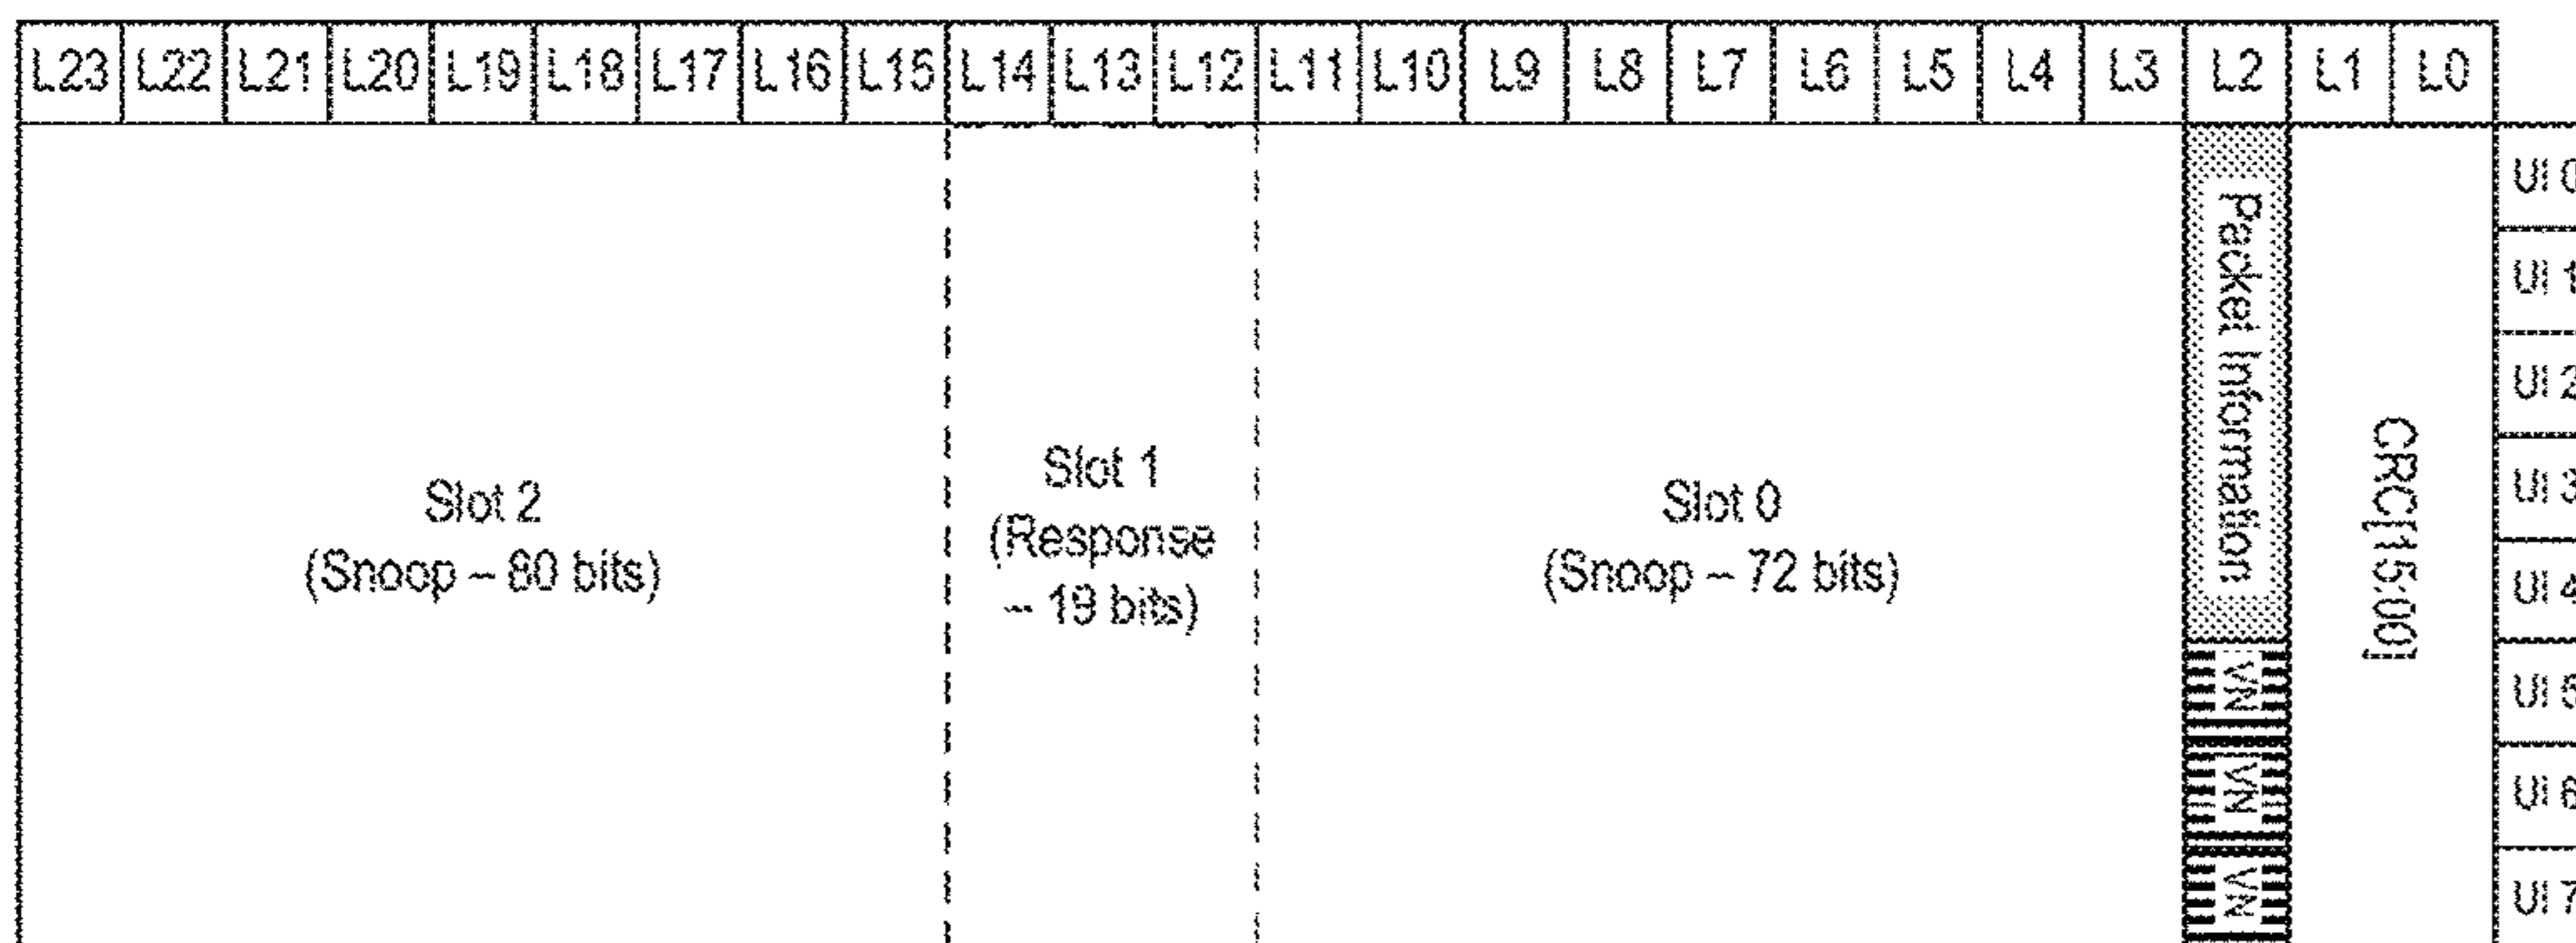 L23 L22 L21 L20 L19 L18 L17 L16 L15 L14 L13 L12 L11 L10 L9 L8 L7 L6 L5 L4 L3 L2 L1 L0
Slot 2
(Snoop – 80 bits)
Slot 1
(Response
– 19 bits)
Slot 0
(Snoop – 72 bits)
Packet Information
VN
VN
VN
CRC[15:00]
UI 0
UI 1
UI 2
UI 3
UI 4
UI 5
UI 6
UI 7